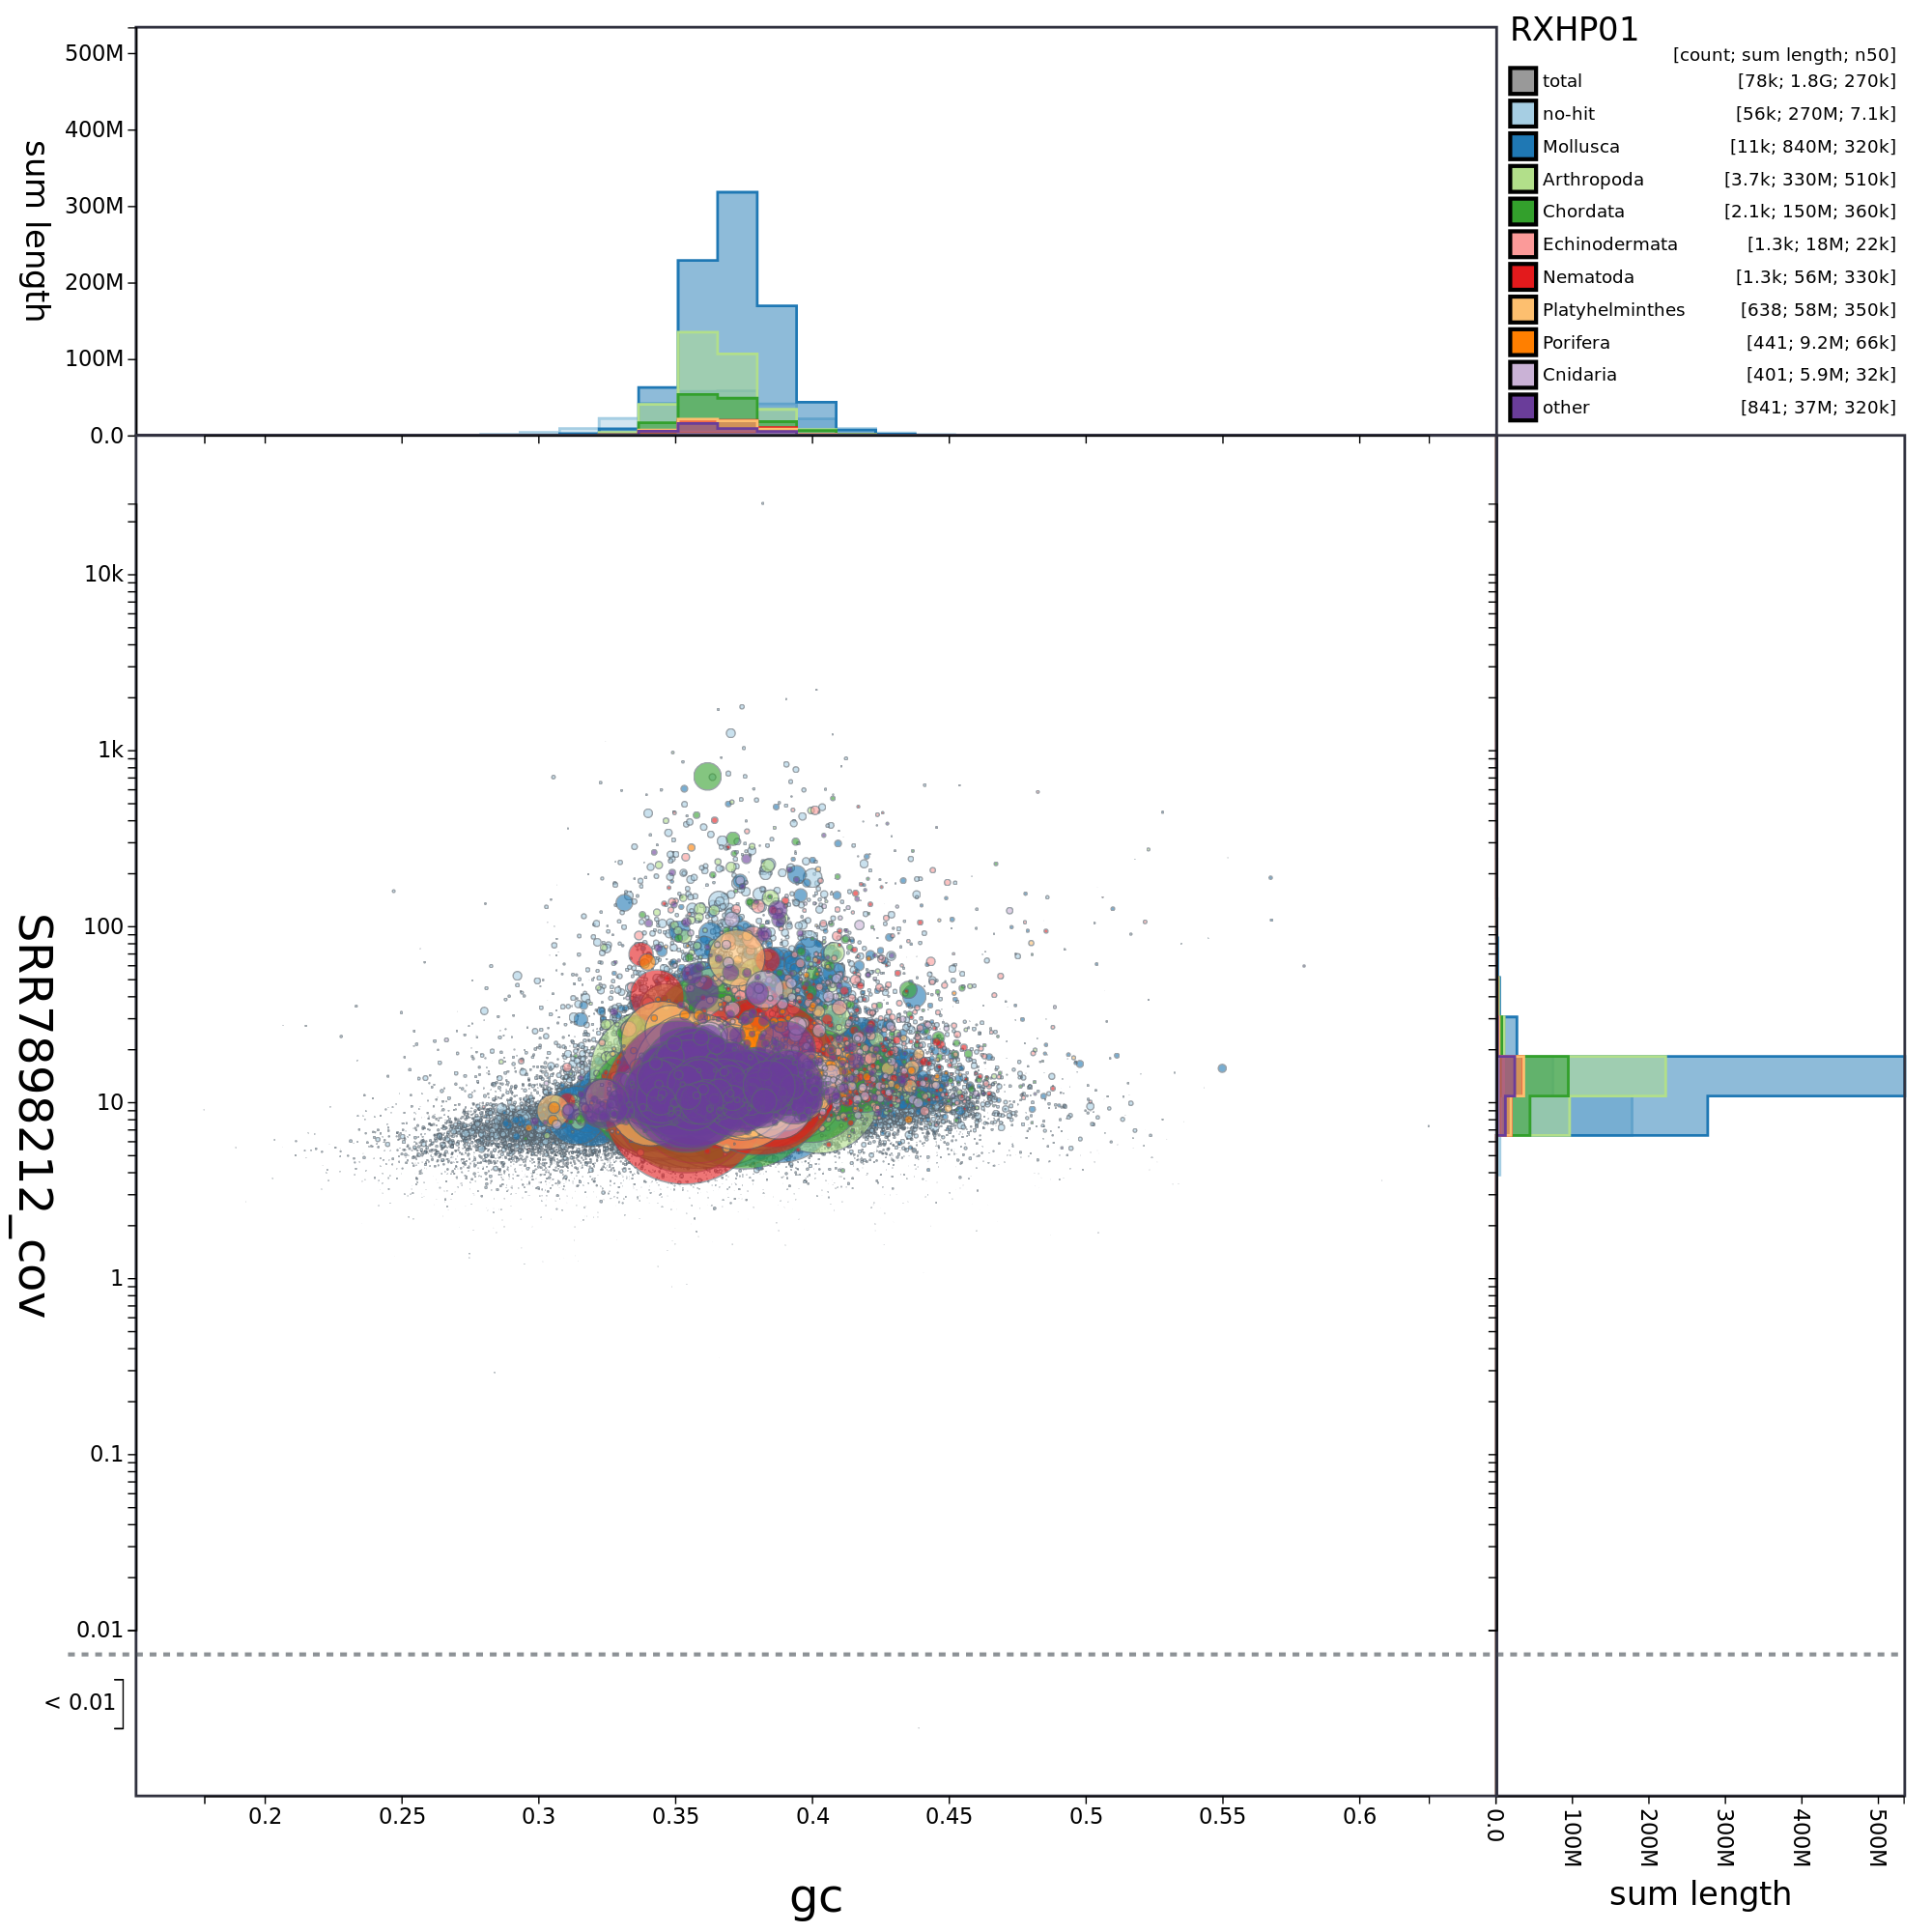 RXHP01
[count; sum length; n50]
total [78k; 1.8G; 270k]
no-hit [56k; 270M; 7.1k]
Mollusca [11k; 840M; 320k]
Arthropoda [3.7k; 330M; 510k]
Chordata [2.1k; 150M; 360k]
Echinodermata [1.3k; 18M; 22k]
Nematoda [1.3k; 56M; 330k]
Platyhelminthes [638; 58M; 350k]
Porifera [441; 9.2M; 66k]
Cnidaria [401; 5.9M; 32k]
other [841; 37M; 320k]
sum length
500M
400M
300M
200M
100M
0.0
SRR7898212_cov
10k
1k
100
10
1
0.1
0.01
< 0.01
0.2 0.25 0.3 0.35 0.4 0.45 0.5 0.55 0.6
gc
0.0 100M 200M 300M 400M 500M
sum length